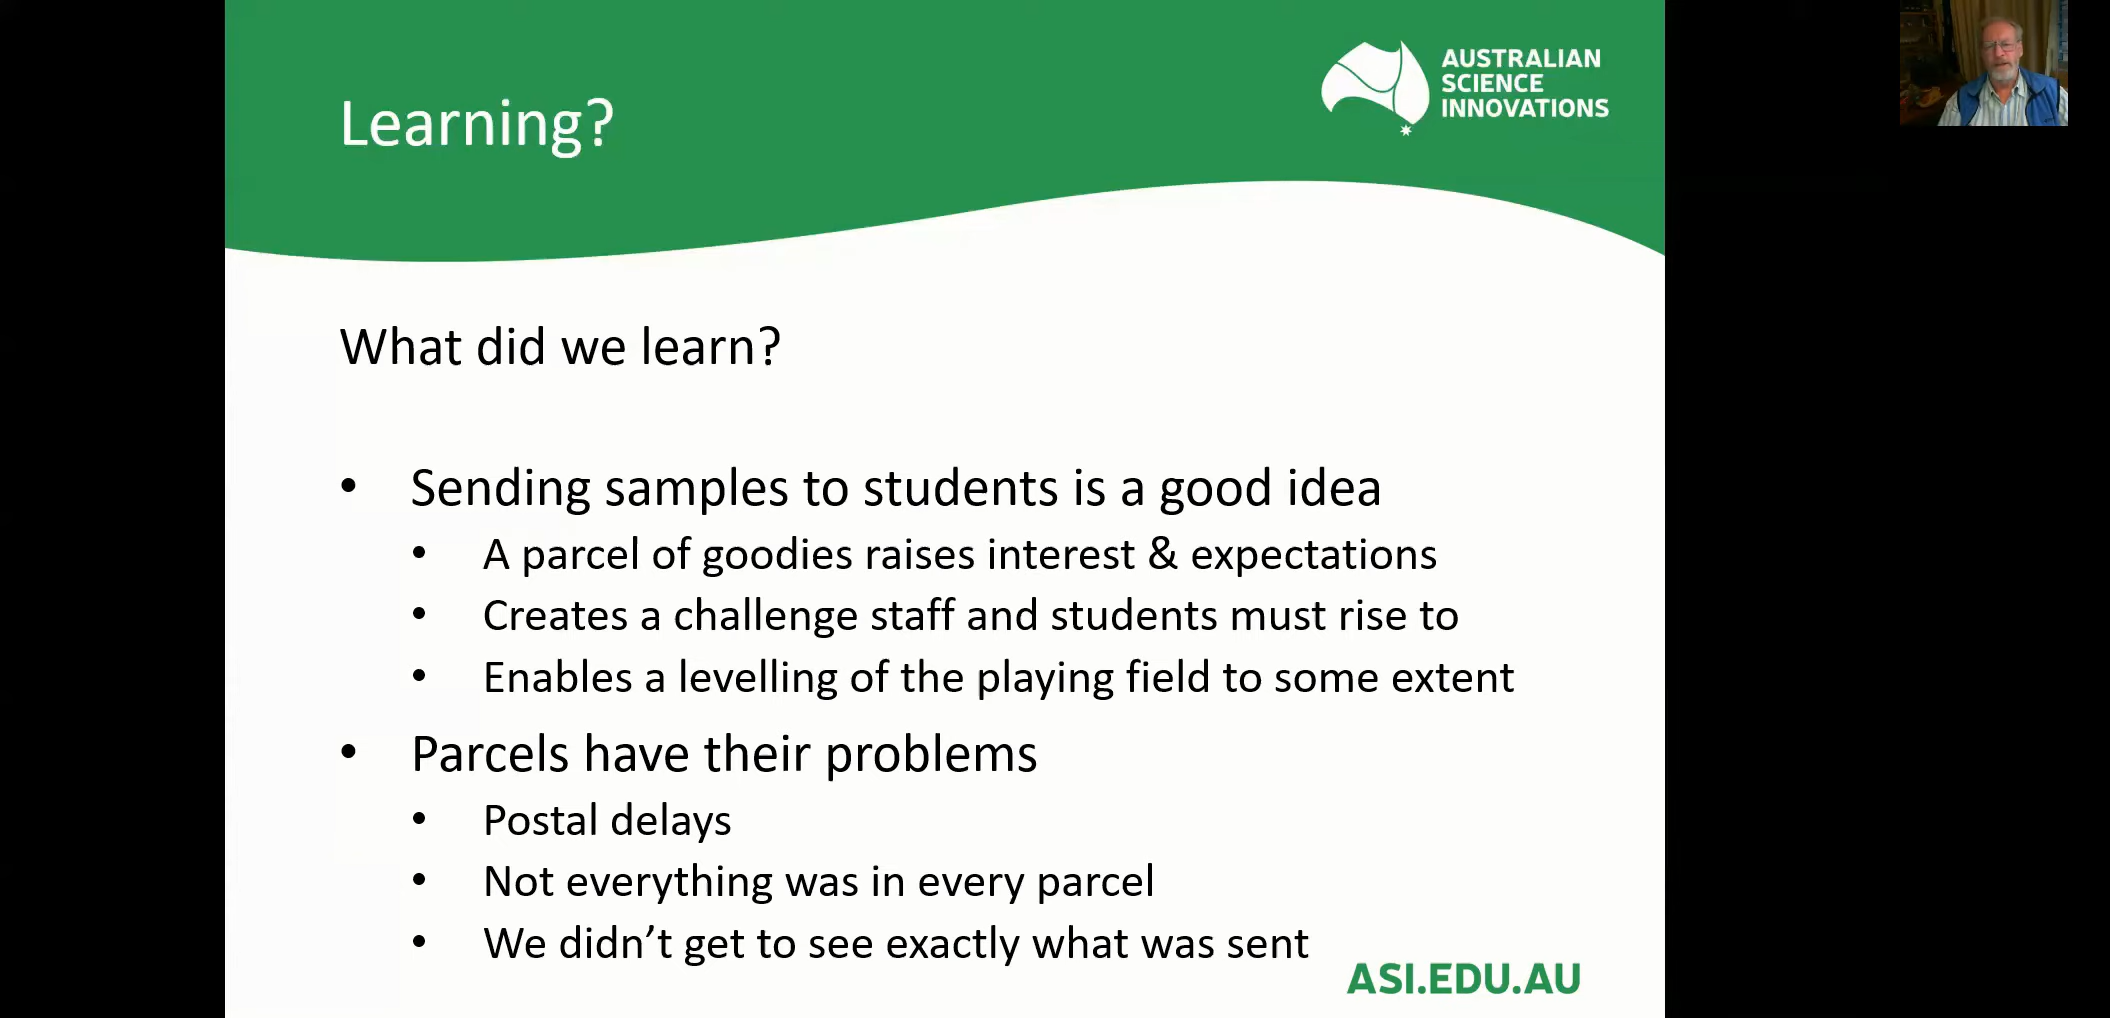 Learning?
AUSTRALIAN
SCIENCE
INNOVATIONS
What did we learn?
• Sending samples to students is a good idea
• A parcel of goodies raises interest & expectations
• Creates a challenge staff and students must rise to
• Enables a levelling of the playing field to some extent
• Parcels have their problems
• Postal delays
• Not everything was in every parcel
• We didn’t get to see exactly what was sent
ASI.EDU.AU